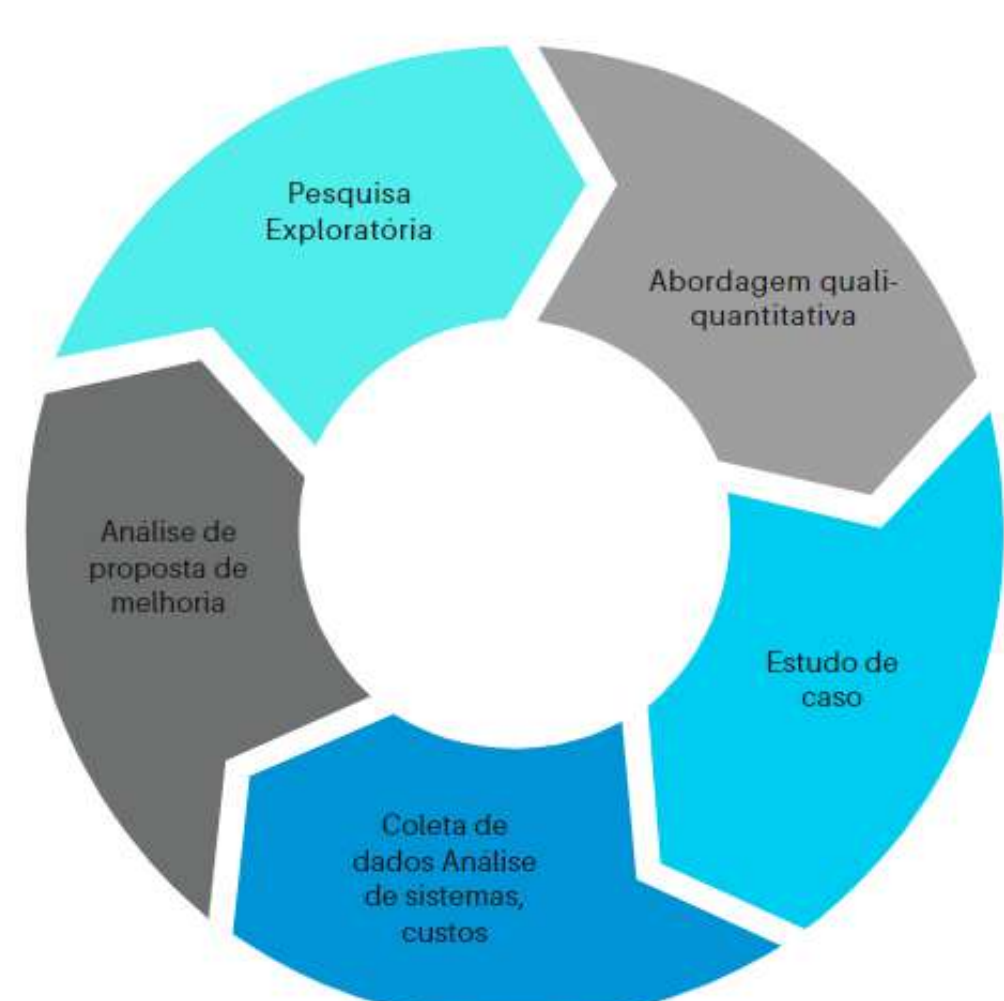 Pesquisa
Exploratória
Abordagem quali-
quantitativa
Estudo de
caso
Coleta de
dados Análise
de sistemas,
custos
Análise de
proposta de
melhoria